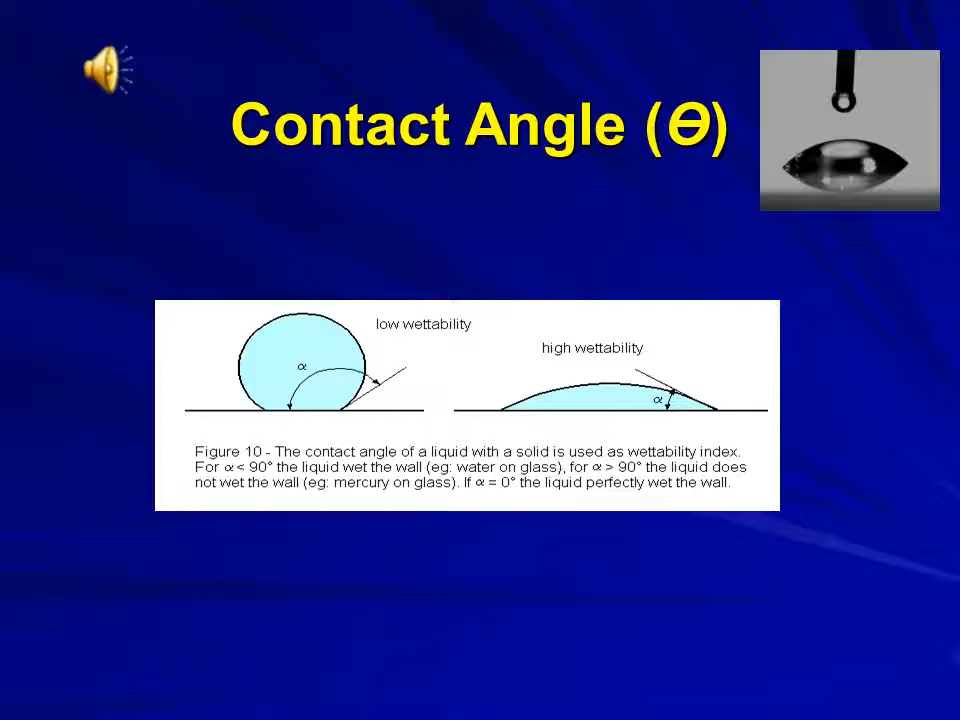 Contact Angle (ϴ)
low wettability
high wettability
α
α
Figure 10 - The contact angle of a liquid with a solid is used as wettability index.
For α < 90° the liquid wet the wall (eg: water on glass), for α > 90° the liquid does
not wet the wall (eg: mercury on glass). If α = 0° the liquid perfectly wet the wall.